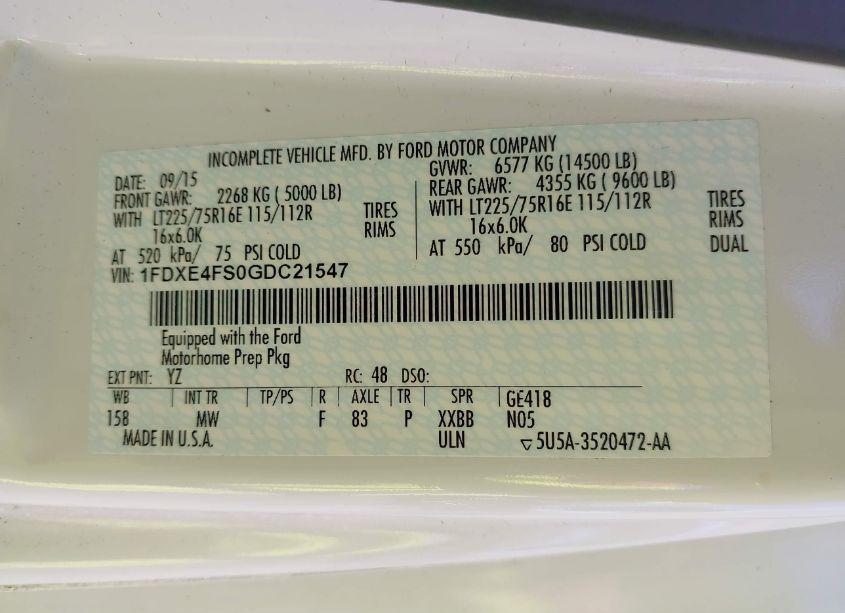 INCOMPLETE VEHICLE MFD. BY FORD MOTOR COMPANY
DATE: 09/15
GVWR: 6577 KG (14500 LB)
FRONT GAWR: 2268 KG ( 5000 LB)
REAR GAWR: 4355 KG ( 9600 LB)
WITH LT225/75R16E 115/112R TIRES
WITH LT225/75R16E 115/112R TIRES
16x6.0K RIMS
16x6.0K RIMS
AT 520 kPa/ 75 PSI COLD
AT 550 kPa/ 80 PSI COLD DUAL
VIN: 1FDXE4FS0GDC21547
Equipped with the Ford
Motorhome Prep Pkg
EXT PNT: YZ RC: 48 DSO:
WB INT TR TP/PS R AXLE TR SPR GE418
158 MW F 83 P XXBB N05
MADE IN U.S.A. ULN ▽5U5A-3520472-AA